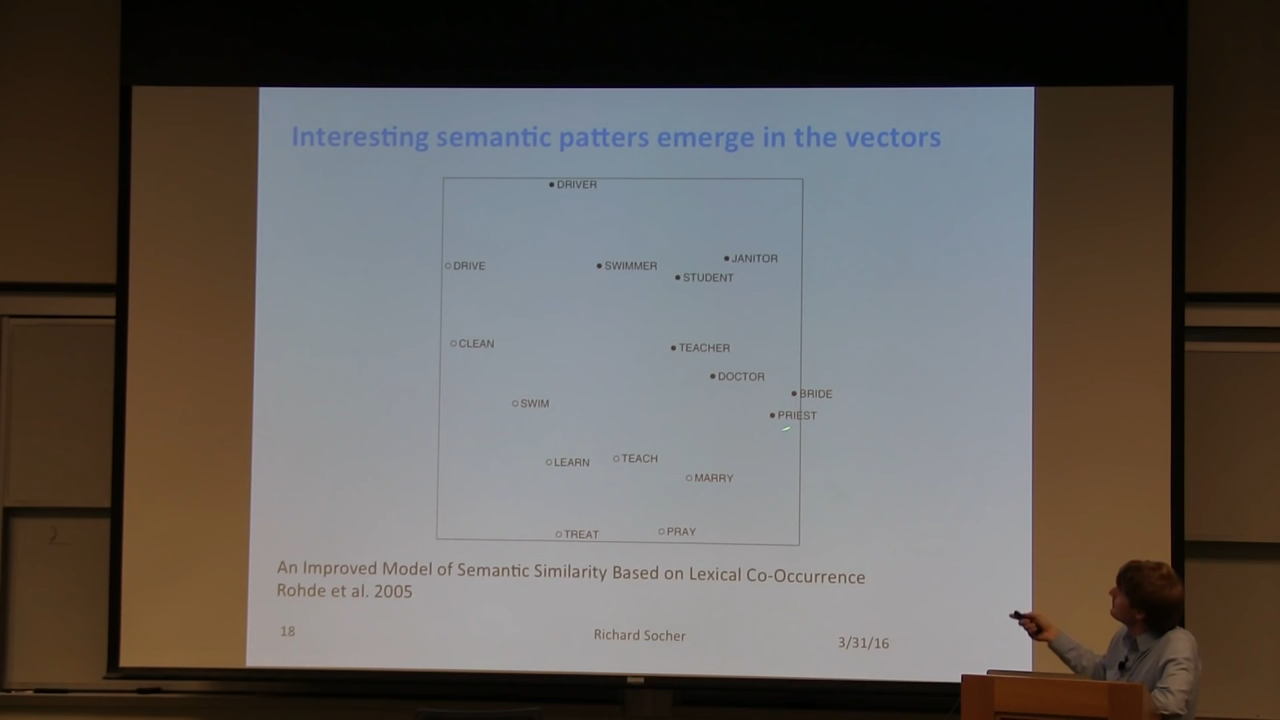 Interesting semantic patters emerge in the vectors
DRIVER
JANITOR
DRIVE
SWIMMER
STUDENT
CLEAN
TEACHER
DOCTOR
BRIDE
SWIM
PRIEST
LEARN
TEACH
MARRY
TREAT
PRAY
An Improved Model of Semantic Similarity Based on Lexical Co-Occurrence
Rohde et al. 2005
18
Richard Socher
3/31/16